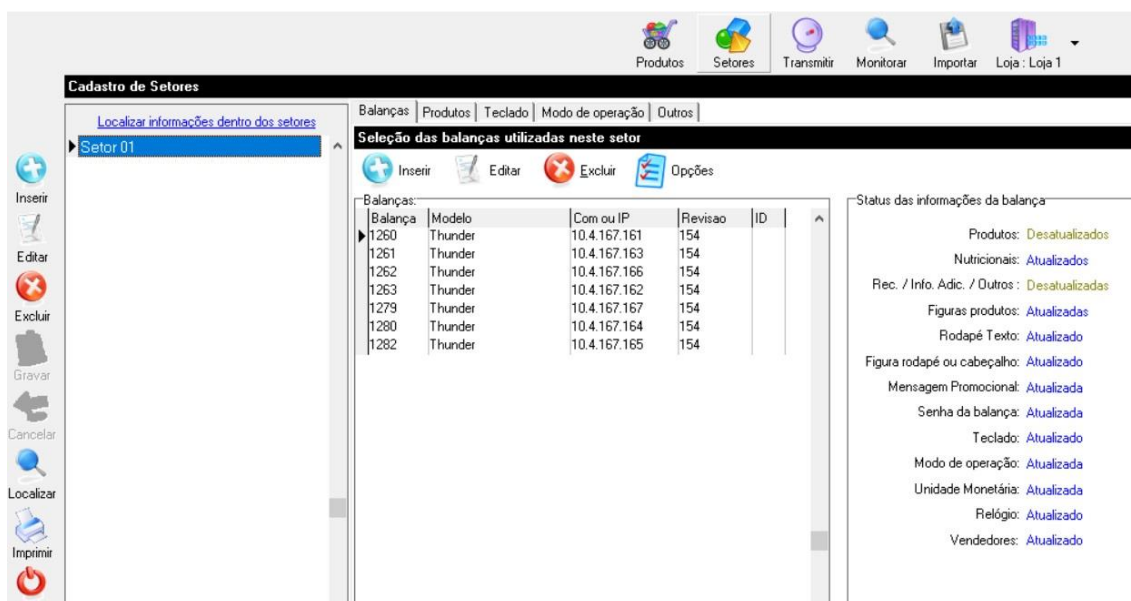 Produtos Setores Transmitir Monitorar Importar Loja : Loja 1
Cadastro de Setores
Localizar informações dentro dos setores
Setor 01
Inserir
Editar
Excluir
Gravar
Cancelar
Localizar
Imprimir
Balanças Produtos Teclado Modo de operação Outros
Seleção das balanças utilizadas neste setor
Inserir Editar Excluir Opções
Balanças:
Balança Modelo Com ou IP Revisao ID
1260 Thunder 10.4.167.161 154
1261 Thunder 10.4.167.163 154
1262 Thunder 10.4.167.166 154
1263 Thunder 10.4.167.162 154
1279 Thunder 10.4.167.167 154
1280 Thunder 10.4.167.164 154
1282 Thunder 10.4.167.165 154
Status das informações da balança
Produtos: Desatualizados
Nutricionais: Atualizados
Rec. / Info. Adic. / Outros : Desatualizadas
Figuras produtos: Atualizadas
Rodapé Texto: Atualizado
Figura rodapé ou cabeçalho: Atualizado
Mensagem Promocional: Atualizada
Senha da balança: Atualizada
Teclado: Atualizado
Modo de operação: Atualizada
Unidade Monetária: Atualizada
Relógio: Atualizado
Vendedores: Atualizado